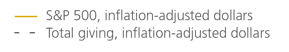 S&P 500, inflation-adjusted dollars
Total giving, inflation-adjusted dollars